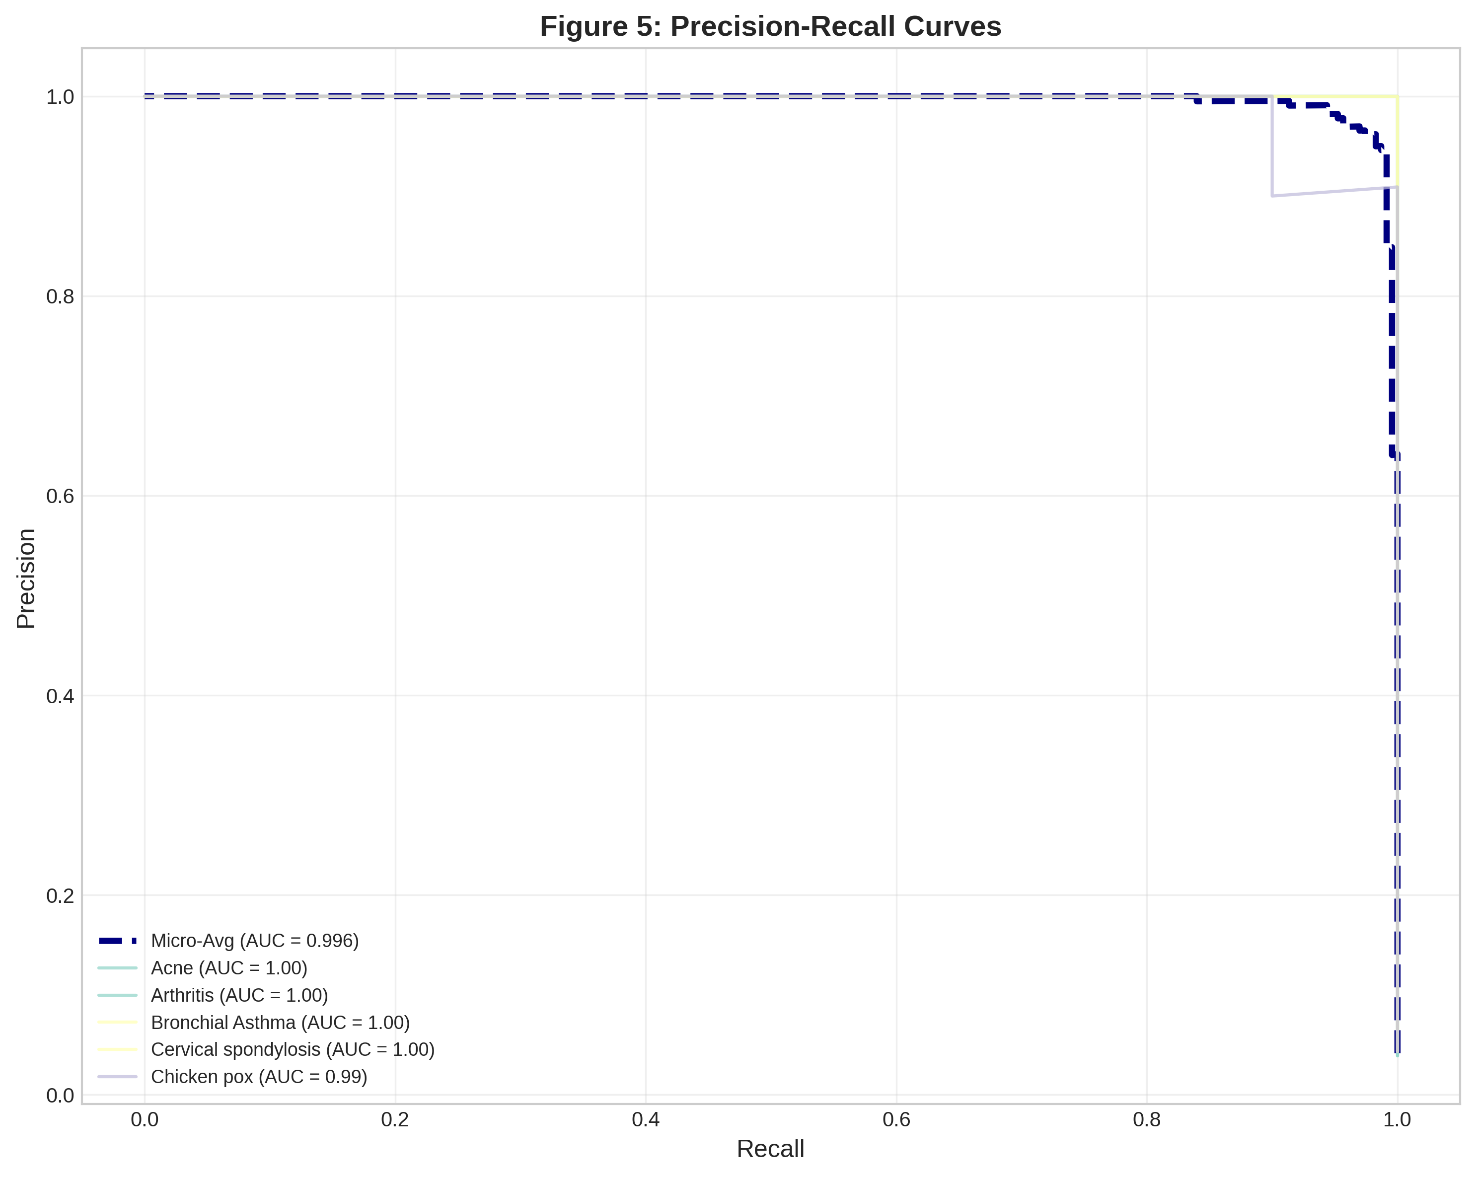 Figure 5: Precision-Recall Curves
1.0
0.8
0.6
0.4
0.2
0.0
Precision
Micro-Avg (AUC = 0.996)
Acne (AUC = 1.00)
Arthritis (AUC = 1.00)
Bronchial Asthma (AUC = 1.00)
Cervical spondylosis (AUC = 1.00)
Chicken pox (AUC = 0.99)
0.0 0.2 0.4 0.6 0.8 1.0
Recall